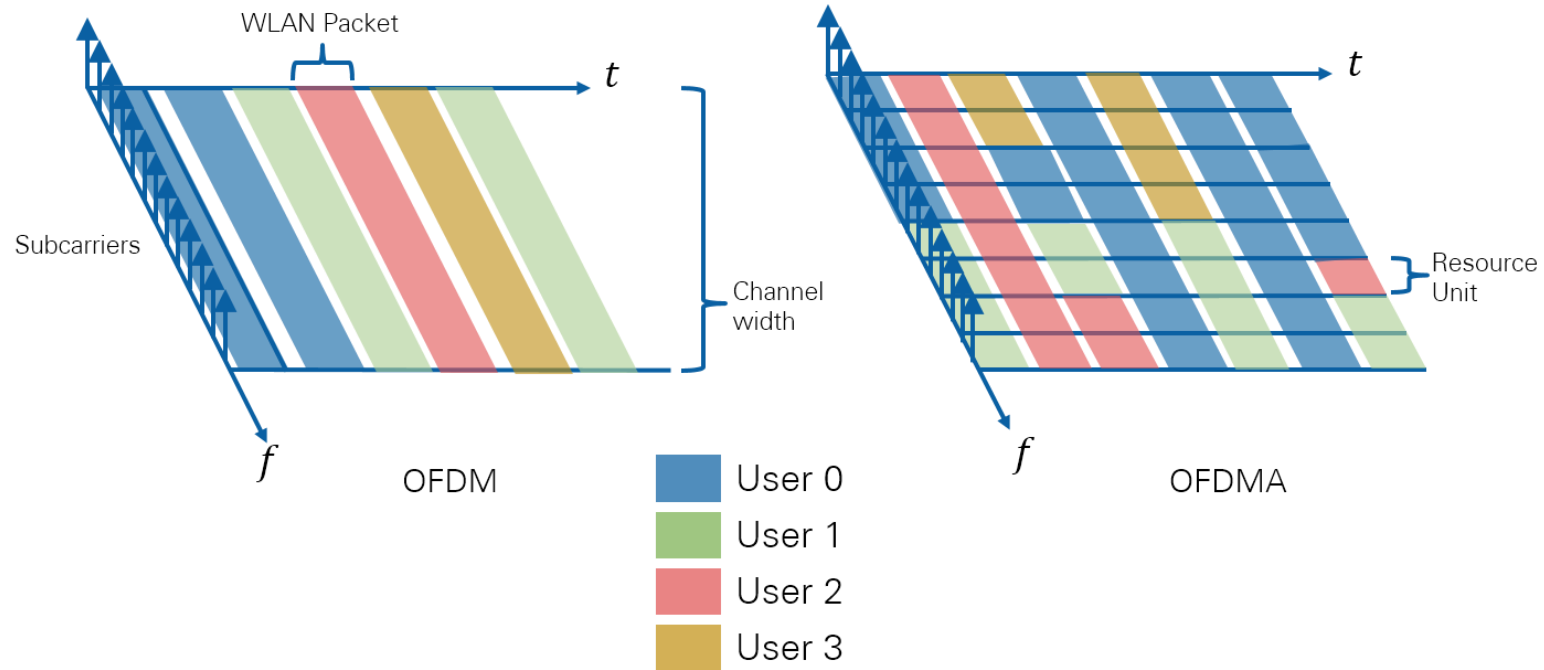 WLAN Packet
t
Subcarriers
Channel
width
f
OFDM
t
Resource
Unit
f
OFDMA
User 0
User 1
User 2
User 3